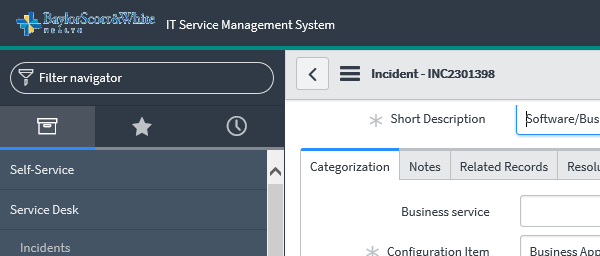 BaylorScott&White
HEALTH
IT Service Management System
Filter navigator
Incident - INC2301398
Short Description
Software/Bus
Self-Service
Categorization Notes Related Records Resolu
Service Desk
Business service
Incidents
Configuration Item
Business App